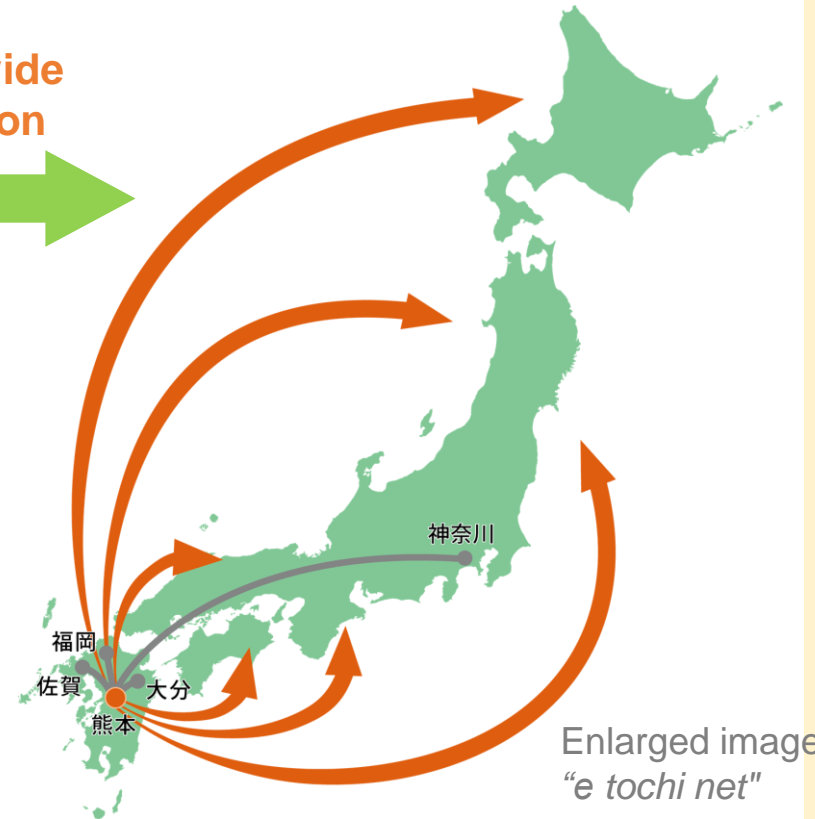 ide
on
神奈川
福岡
佐賀
大分
熊本
Enlarged image
“e tochi net"